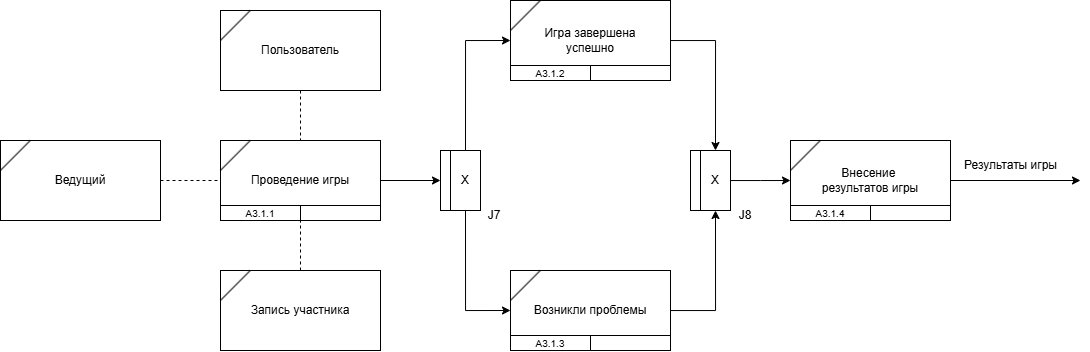 Пользователь
Ведущий
Проведение игры
A3.1.1
Запись участника
X
J7
Игра завершена
успешно
A3.1.2
Возникли проблемы
A3.1.3
X
J8
Внесение
результатов игры
A3.1.4
Результаты игры